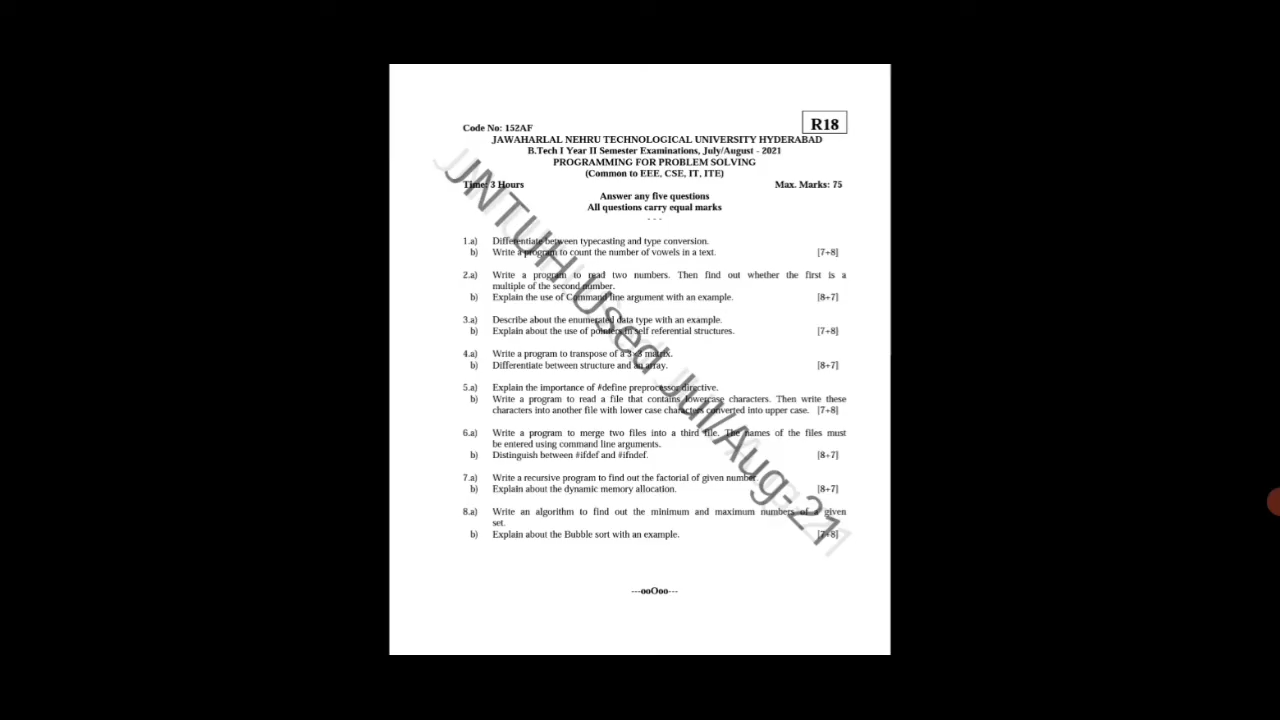 Code No: 152AF
R18
JAWAHARLAL NEHRU TECHNOLOGICAL UNIVERSITY HYDERABAD
B.Tech I Year II Semester Examinations, July/August - 2021
PROGRAMMING FOR PROBLEM SOLVING
(Common to EEE, CSE, IT, ITE)
Time: 3 Hours Max. Marks: 75
Answer any five questions
All questions carry equal marks
- - -
1.a) Differentiate between typecasting and type conversion.
b) Write a program to count the number of vowels in a text. [7+8]
2.a) Write a program to read two numbers. Then find out whether the first is a
multiple of the second number.
b) Explain the use of Command line argument with an example. [8+7]
3.a) Describe about the enumerated data type with an example.
b) Explain about the use of pointers in self referential structures. [7+8]
4.a) Write a program to transpose of a 3×3 matrix.
b) Differentiate between structure and an array. [8+7]
5.a) Explain the importance of #define preprocessor directive.
b) Write a program to read a file that contains lowercase characters. Then write these
characters into another file with lower case characters converted into upper case. [7+8]
6.a) Write a program to merge two files into a third file. The names of the files must
be entered using command line arguments.
b) Distinguish between #ifdef and #ifndef. [8+7]
7.a) Write a recursive program to find out the factorial of given number.
b) Explain about the dynamic memory allocation. [8+7]
8.a) Write an algorithm to find out the minimum and maximum numbers of a given
set.
b) Explain about the Bubble sort with an example. [7+8]
---ooOoo---
JNTUH Used Jul/Aug-21